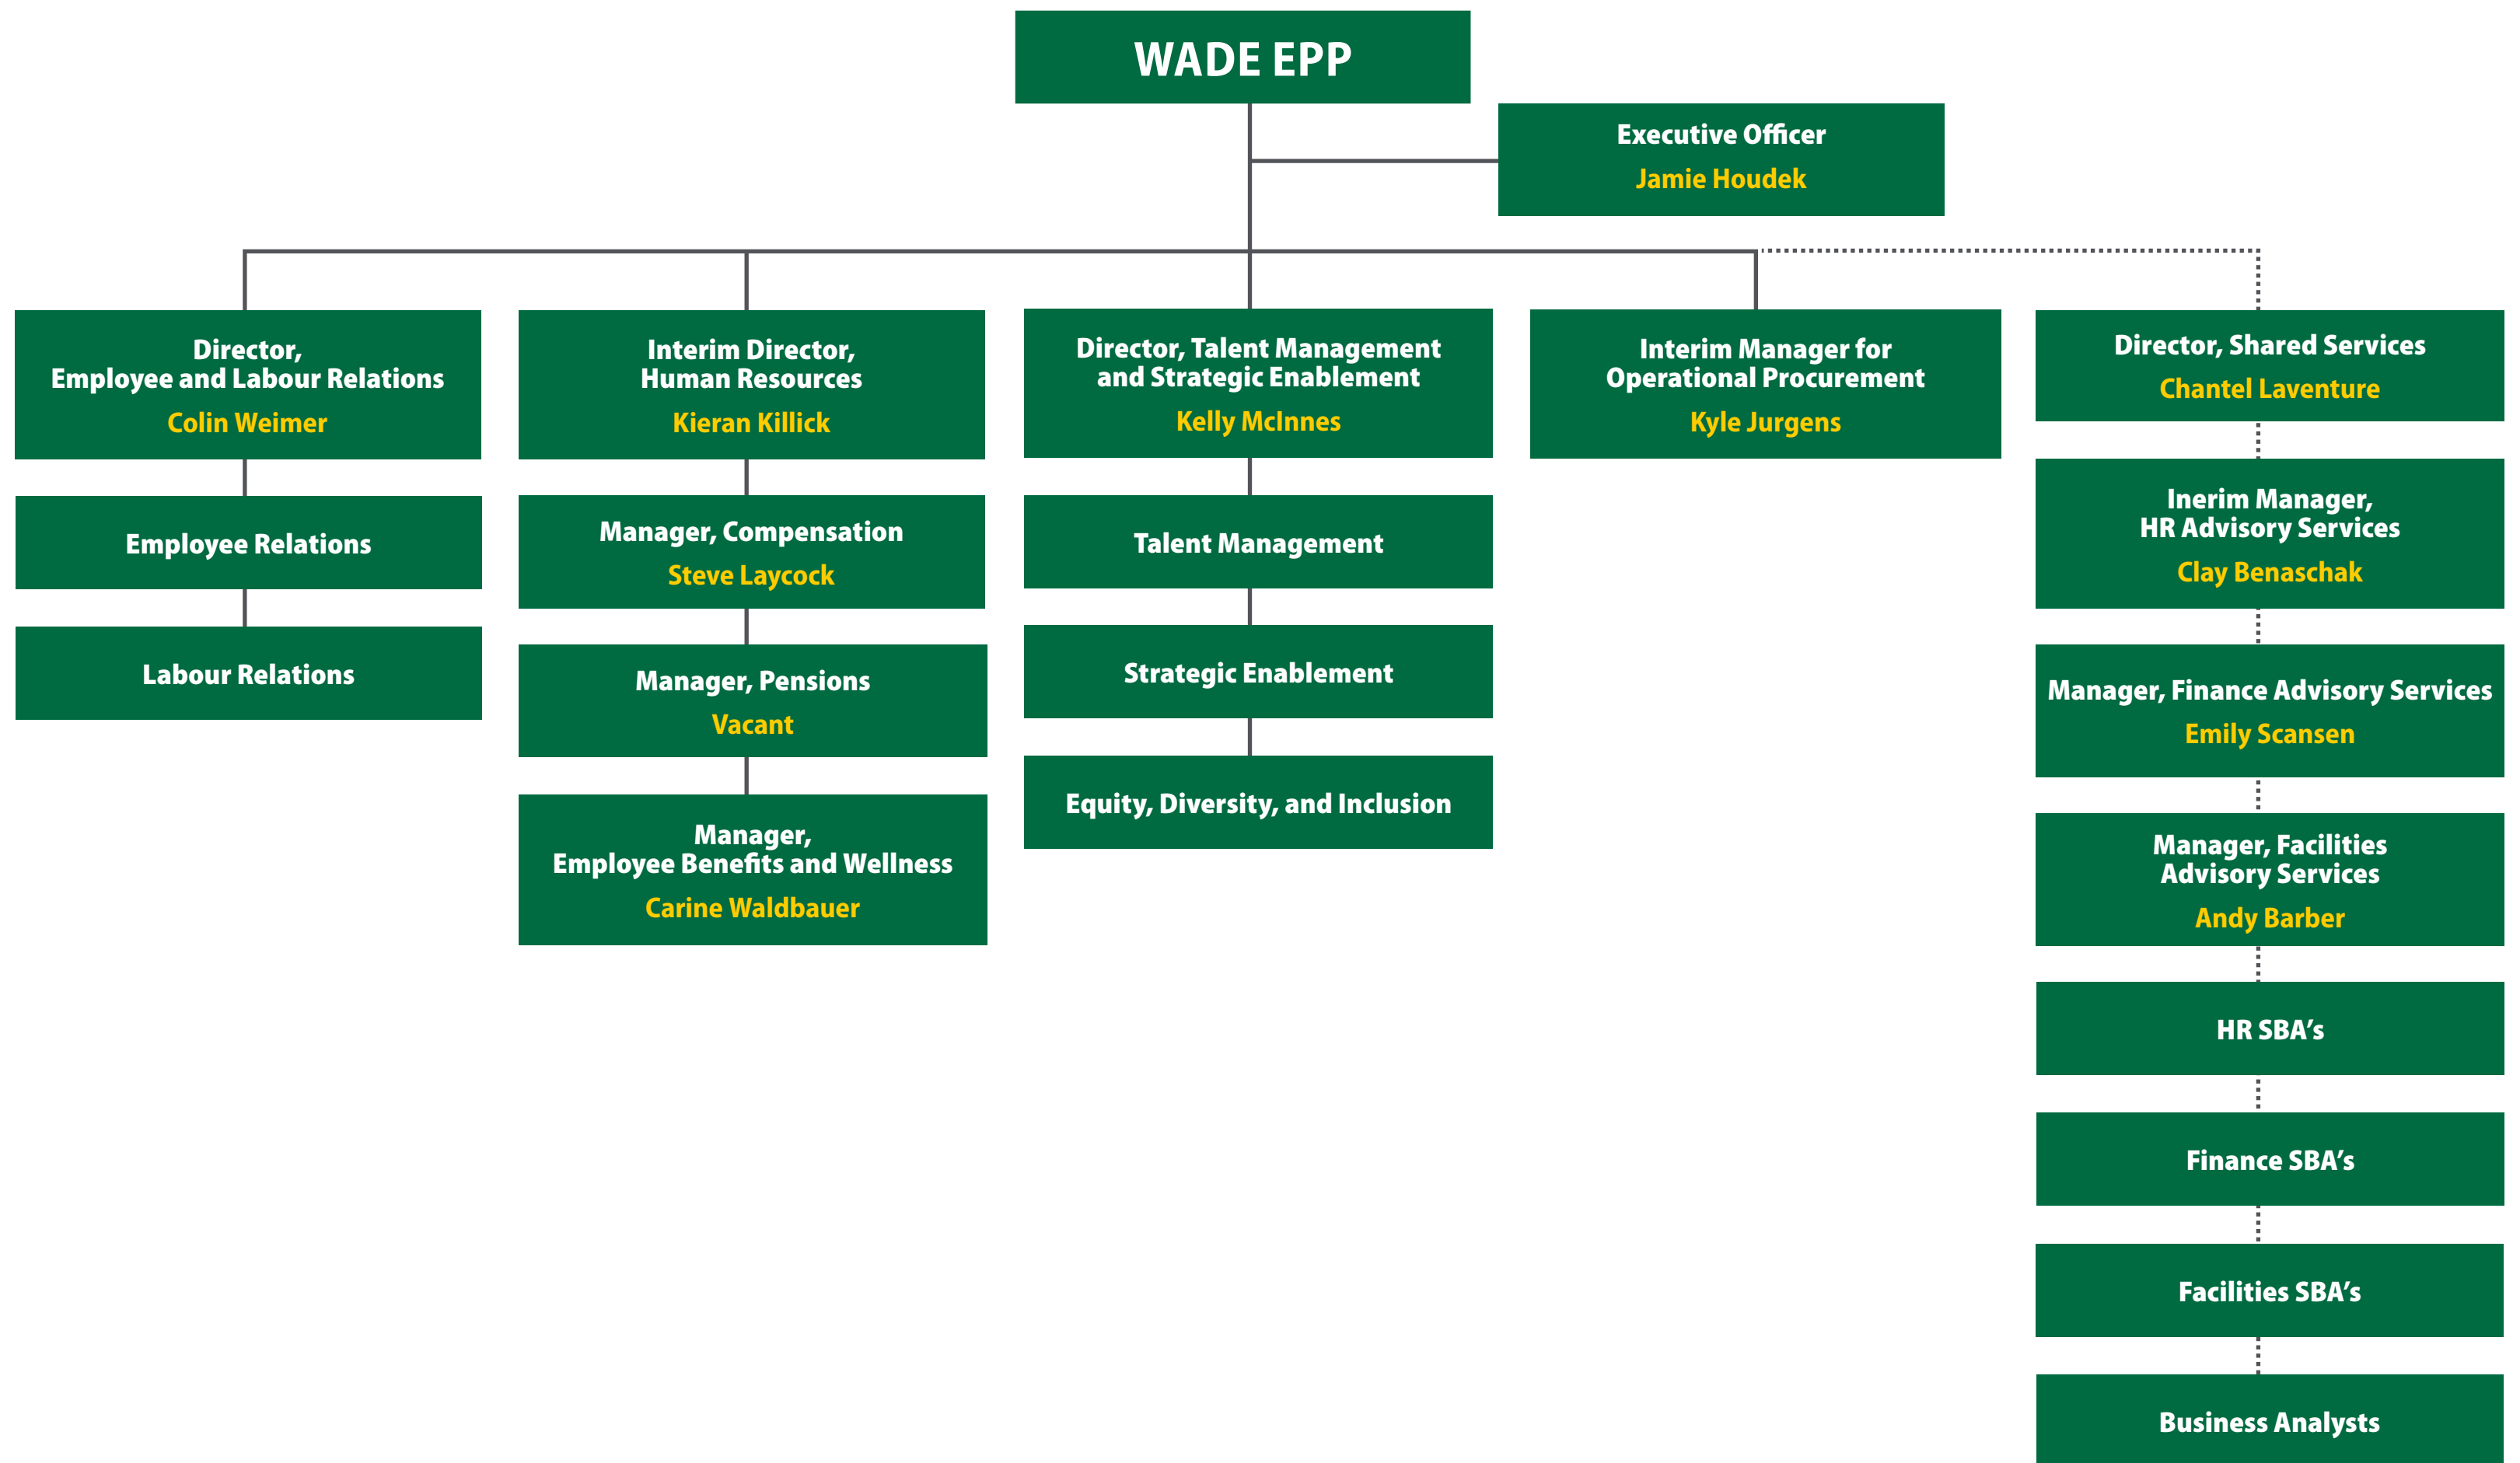 WADE EPP
Executive Officer
Jamie Houdek
Director,
Employee and Labour Relations
Colin Weimer
Employee Relations
Labour Relations
Interim Director,
Human Resources
Kieran Killick
Manager, Compensation
Steve Laycock
Manager, Pensions
Vacant
Manager,
Employee Benefits and Wellness
Carine Waldbauer
Director, Talent Management
and Strategic Enablement
Kelly McInnes
Talent Management
Strategic Enablement
Equity, Diversity, and Inclusion
Interim Manager for
Operational Procurement
Kyle Jurgens
Director, Shared Services
Chantel Laventure
Inerim Manager,
HR Advisory Services
Clay Benaschak
Manager, Finance Advisory Services
Emily Scansen
Manager, Facilities
Advisory Services
Andy Barber
HR SBA’s
Finance SBA’s
Facilities SBA’s
Business Analysts